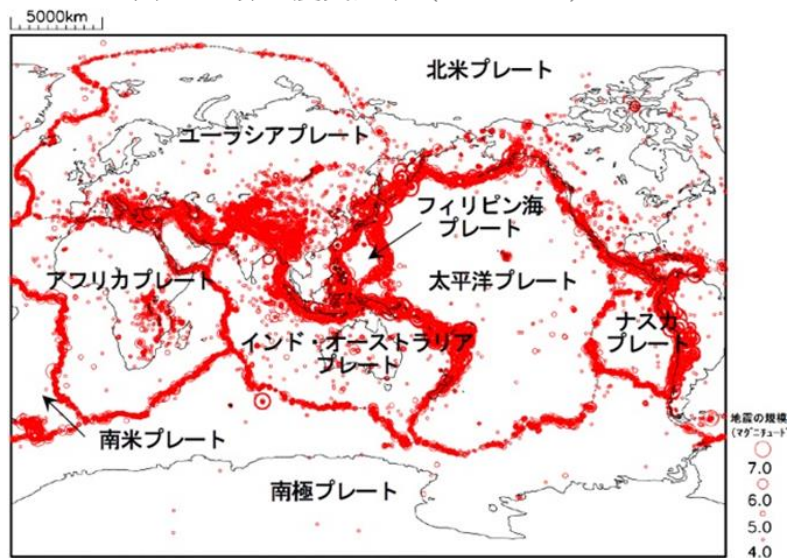 5000km
北米プレート
ユーラシアプレート
フィリピン海
プレート
アフリカプレート
太平洋プレート
インド・オーストラリア
プレート
ナスカ
プレート
南米プレート
南極プレート
地震の規模
(マグニチュード)
7.0
6.0
5.0
4.0